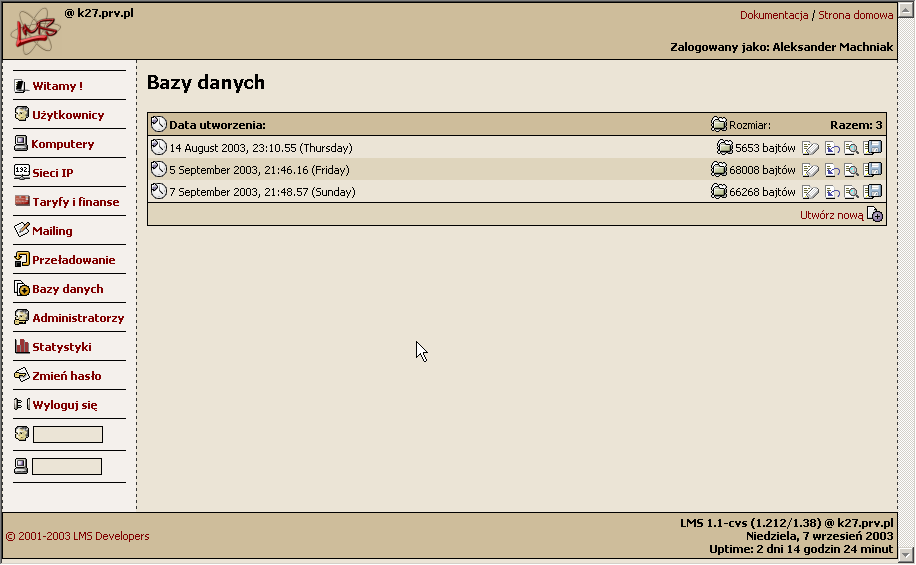 LMS
@ k27.prv.pl
Dokumentacja / Strona domowa
Zalogowany jako: Aleksander Machniak
Witamy !
Użytkownicy
Komputery
192
Sieci IP
Taryfy i finanse
Mailing
Przeładowanie
Bazy danych
Administratorzy
Statystyki
Zmień hasło
Wyloguj się
Bazy danych
Data utworzenia: Rozmiar: Razem: 3
14 August 2003, 23:10.55 (Thursday) 5653 bajtów
5 September 2003, 21:46.16 (Friday) 68008 bajtów
7 September 2003, 21:48.57 (Sunday) 66268 bajtów
Utwórz nową
© 2001-2003 LMS Developers
LMS 1.1-cvs (1.212/1.38) @ k27.prv.pl
Niedziela, 7 wrzesień 2003
Uptime: 2 dni 14 godzin 24 minut